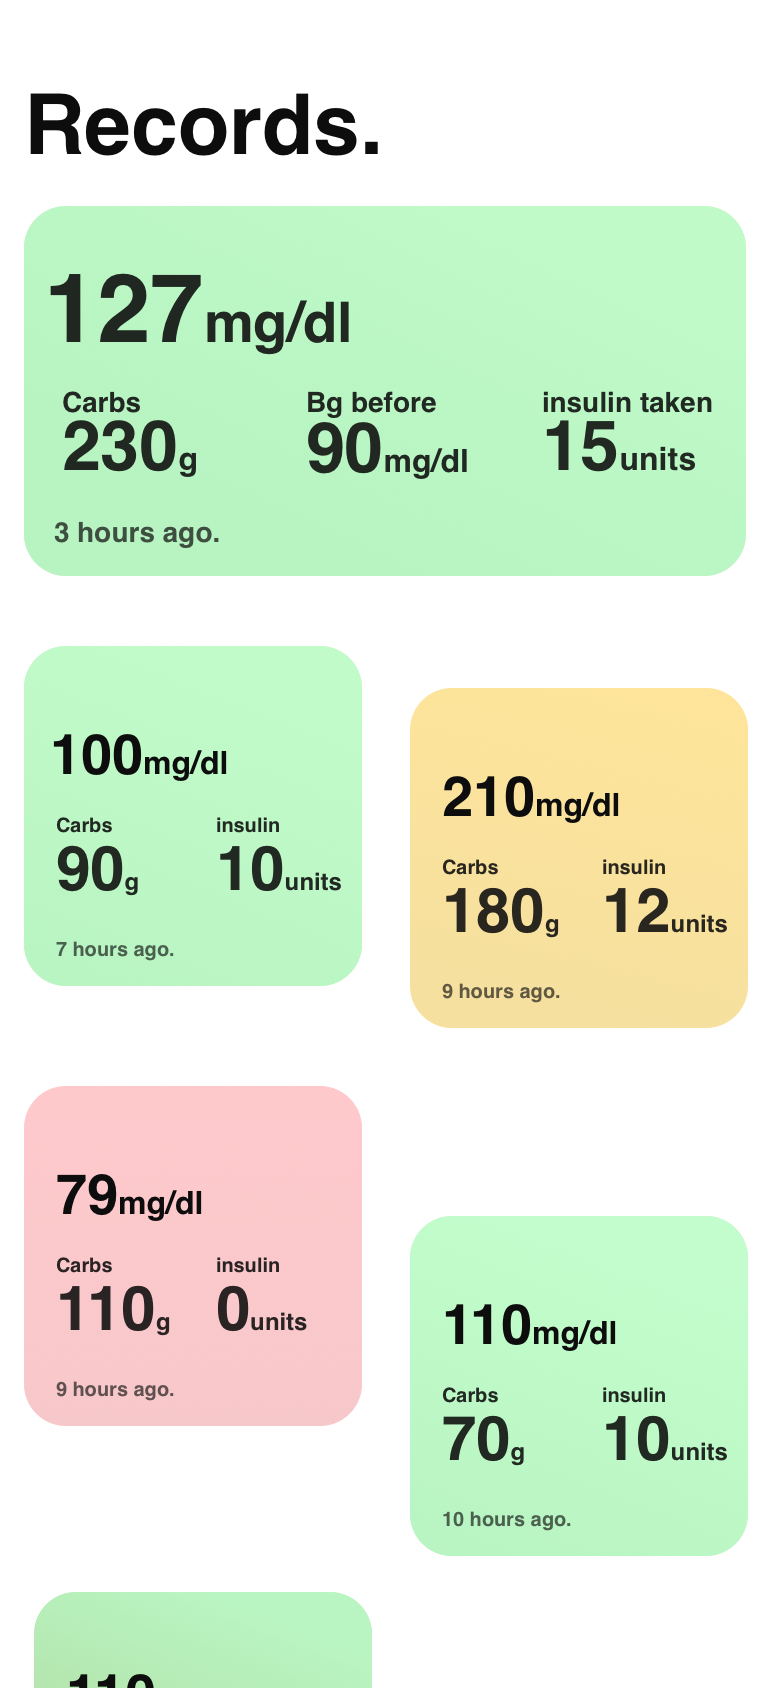 Records.
127mg/dl
Carbs Bg before insulin taken
230g 90mg/dl 15units
3 hours ago.
100mg/dl
Carbs insulin
90g 10units
7 hours ago.
210mg/dl
Carbs insulin
180g 12units
9 hours ago.
79mg/dl
Carbs insulin
110g 0units
9 hours ago.
110mg/dl
Carbs insulin
70g 10units
10 hours ago.